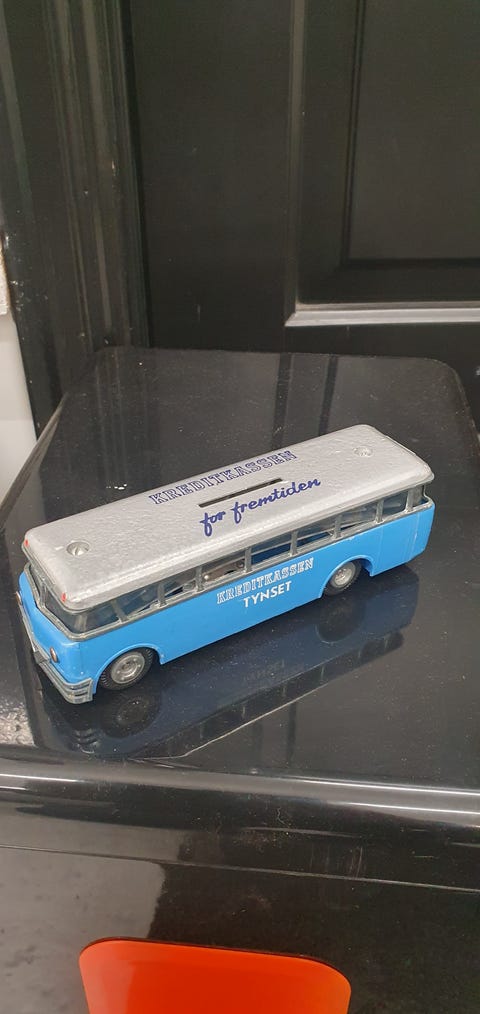 KREDITKASSEN
for fremtiden
KREDITKASSEN
TYNSET